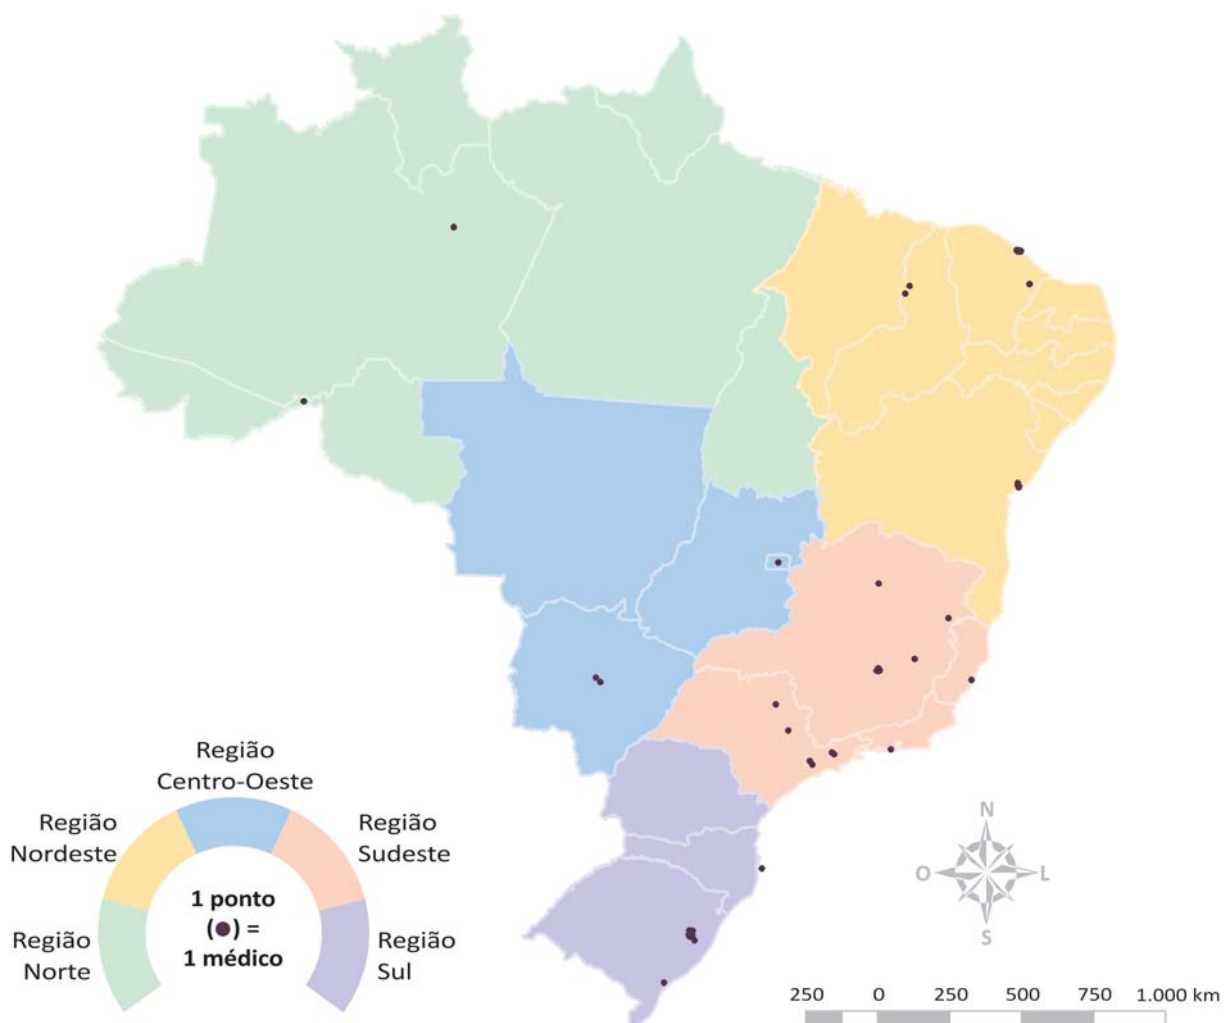 Região
Centro-Oeste
Região
Nordeste
Região
Sudeste
Região
Norte
Região
Sul
1 ponto
(●) =
1 médico
N
O
L
S
250 0 250 500 750 1.000 km